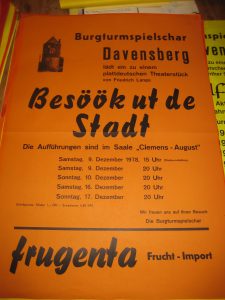 Burgturmspielschar
Davensberg
lädt ein zu einem
plattdeutschen Theaterstück
von Friedrich Lange
Besöök ut de
Stadt
Die Aufführungen sind im Saale „Clemens-August"
Samstag, 9. Dezember 1978, 15 Uhr
Samstag, 9. Dezember 20 Uhr
Sonntag, 10. Dezember 20 Uhr
Samstag, 16. Dezember 20 Uhr
Sonntag, 17. Dezember 20 Uhr
Wir freuen uns auf Ihren Besuch
Die Burgturmspielschar
frugenta Frucht-Import